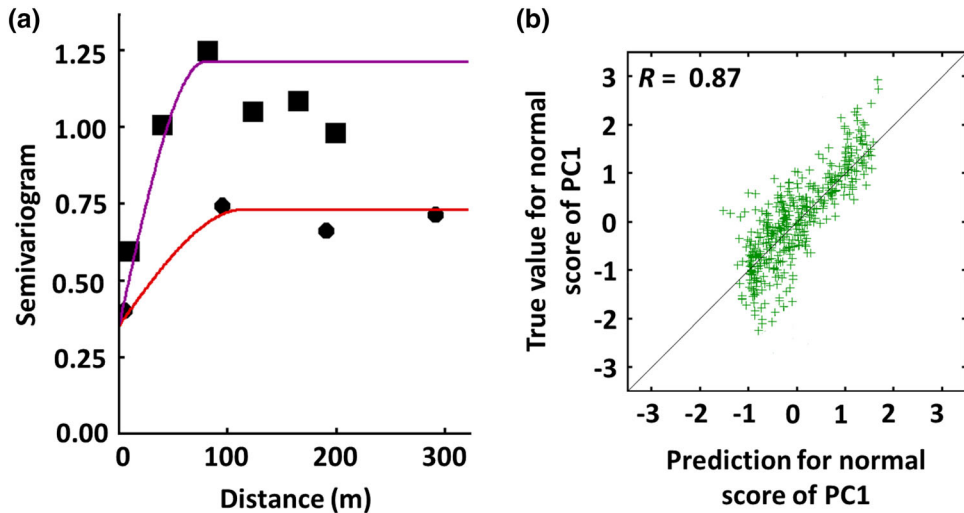 (a)
1.25
1.00
0.75
0.50
0.25
0.00
Semivariogram
0 100 200 300
Distance (m)
(b)
R = 0.87
3
2
1
0
-1
-2
-3
True value for normal
score of PC1
-3 -2 -1 0 1 2 3
Prediction for normal
score of PC1